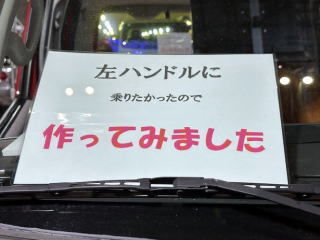 左ハンドルに
乗りたかったので
作ってみました